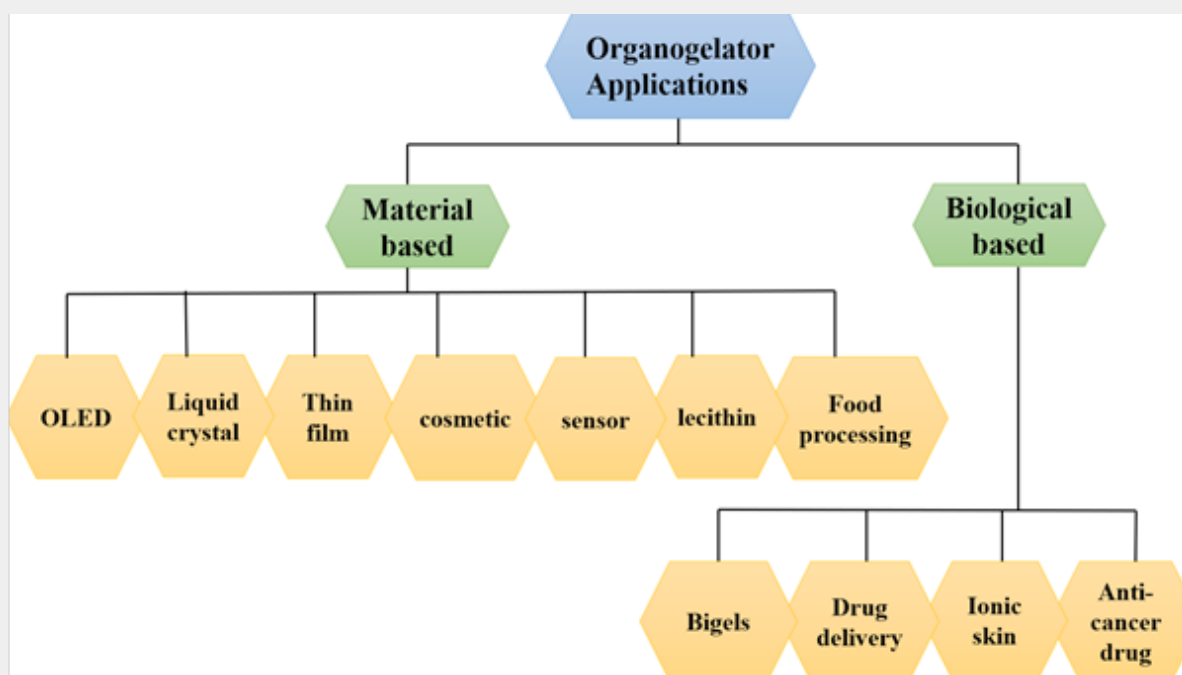 Organogelator
Applications
Material
based
Biological
based
OLED
Liquid
crystal
Thin
film
cosmetic
sensor
lecithin
Food
processing
Bigels
Drug
delivery
Ionic
skin
Anti-
cancer
drug